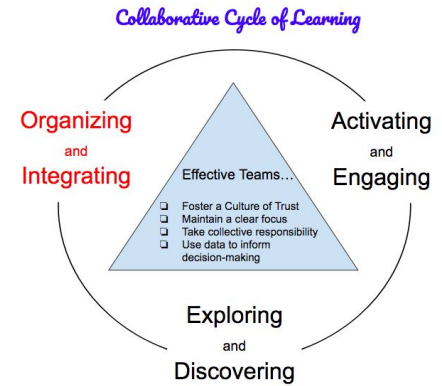 Collaborative Cycle of Learning
Organizing
and
Integrating
Activating
and
Engaging
Effective Teams...
❏ Foster a Culture of Trust
❏ Maintain a clear focus
❏ Take collective responsibility
❏ Use data to inform
decision-making
Exploring
and
Discovering